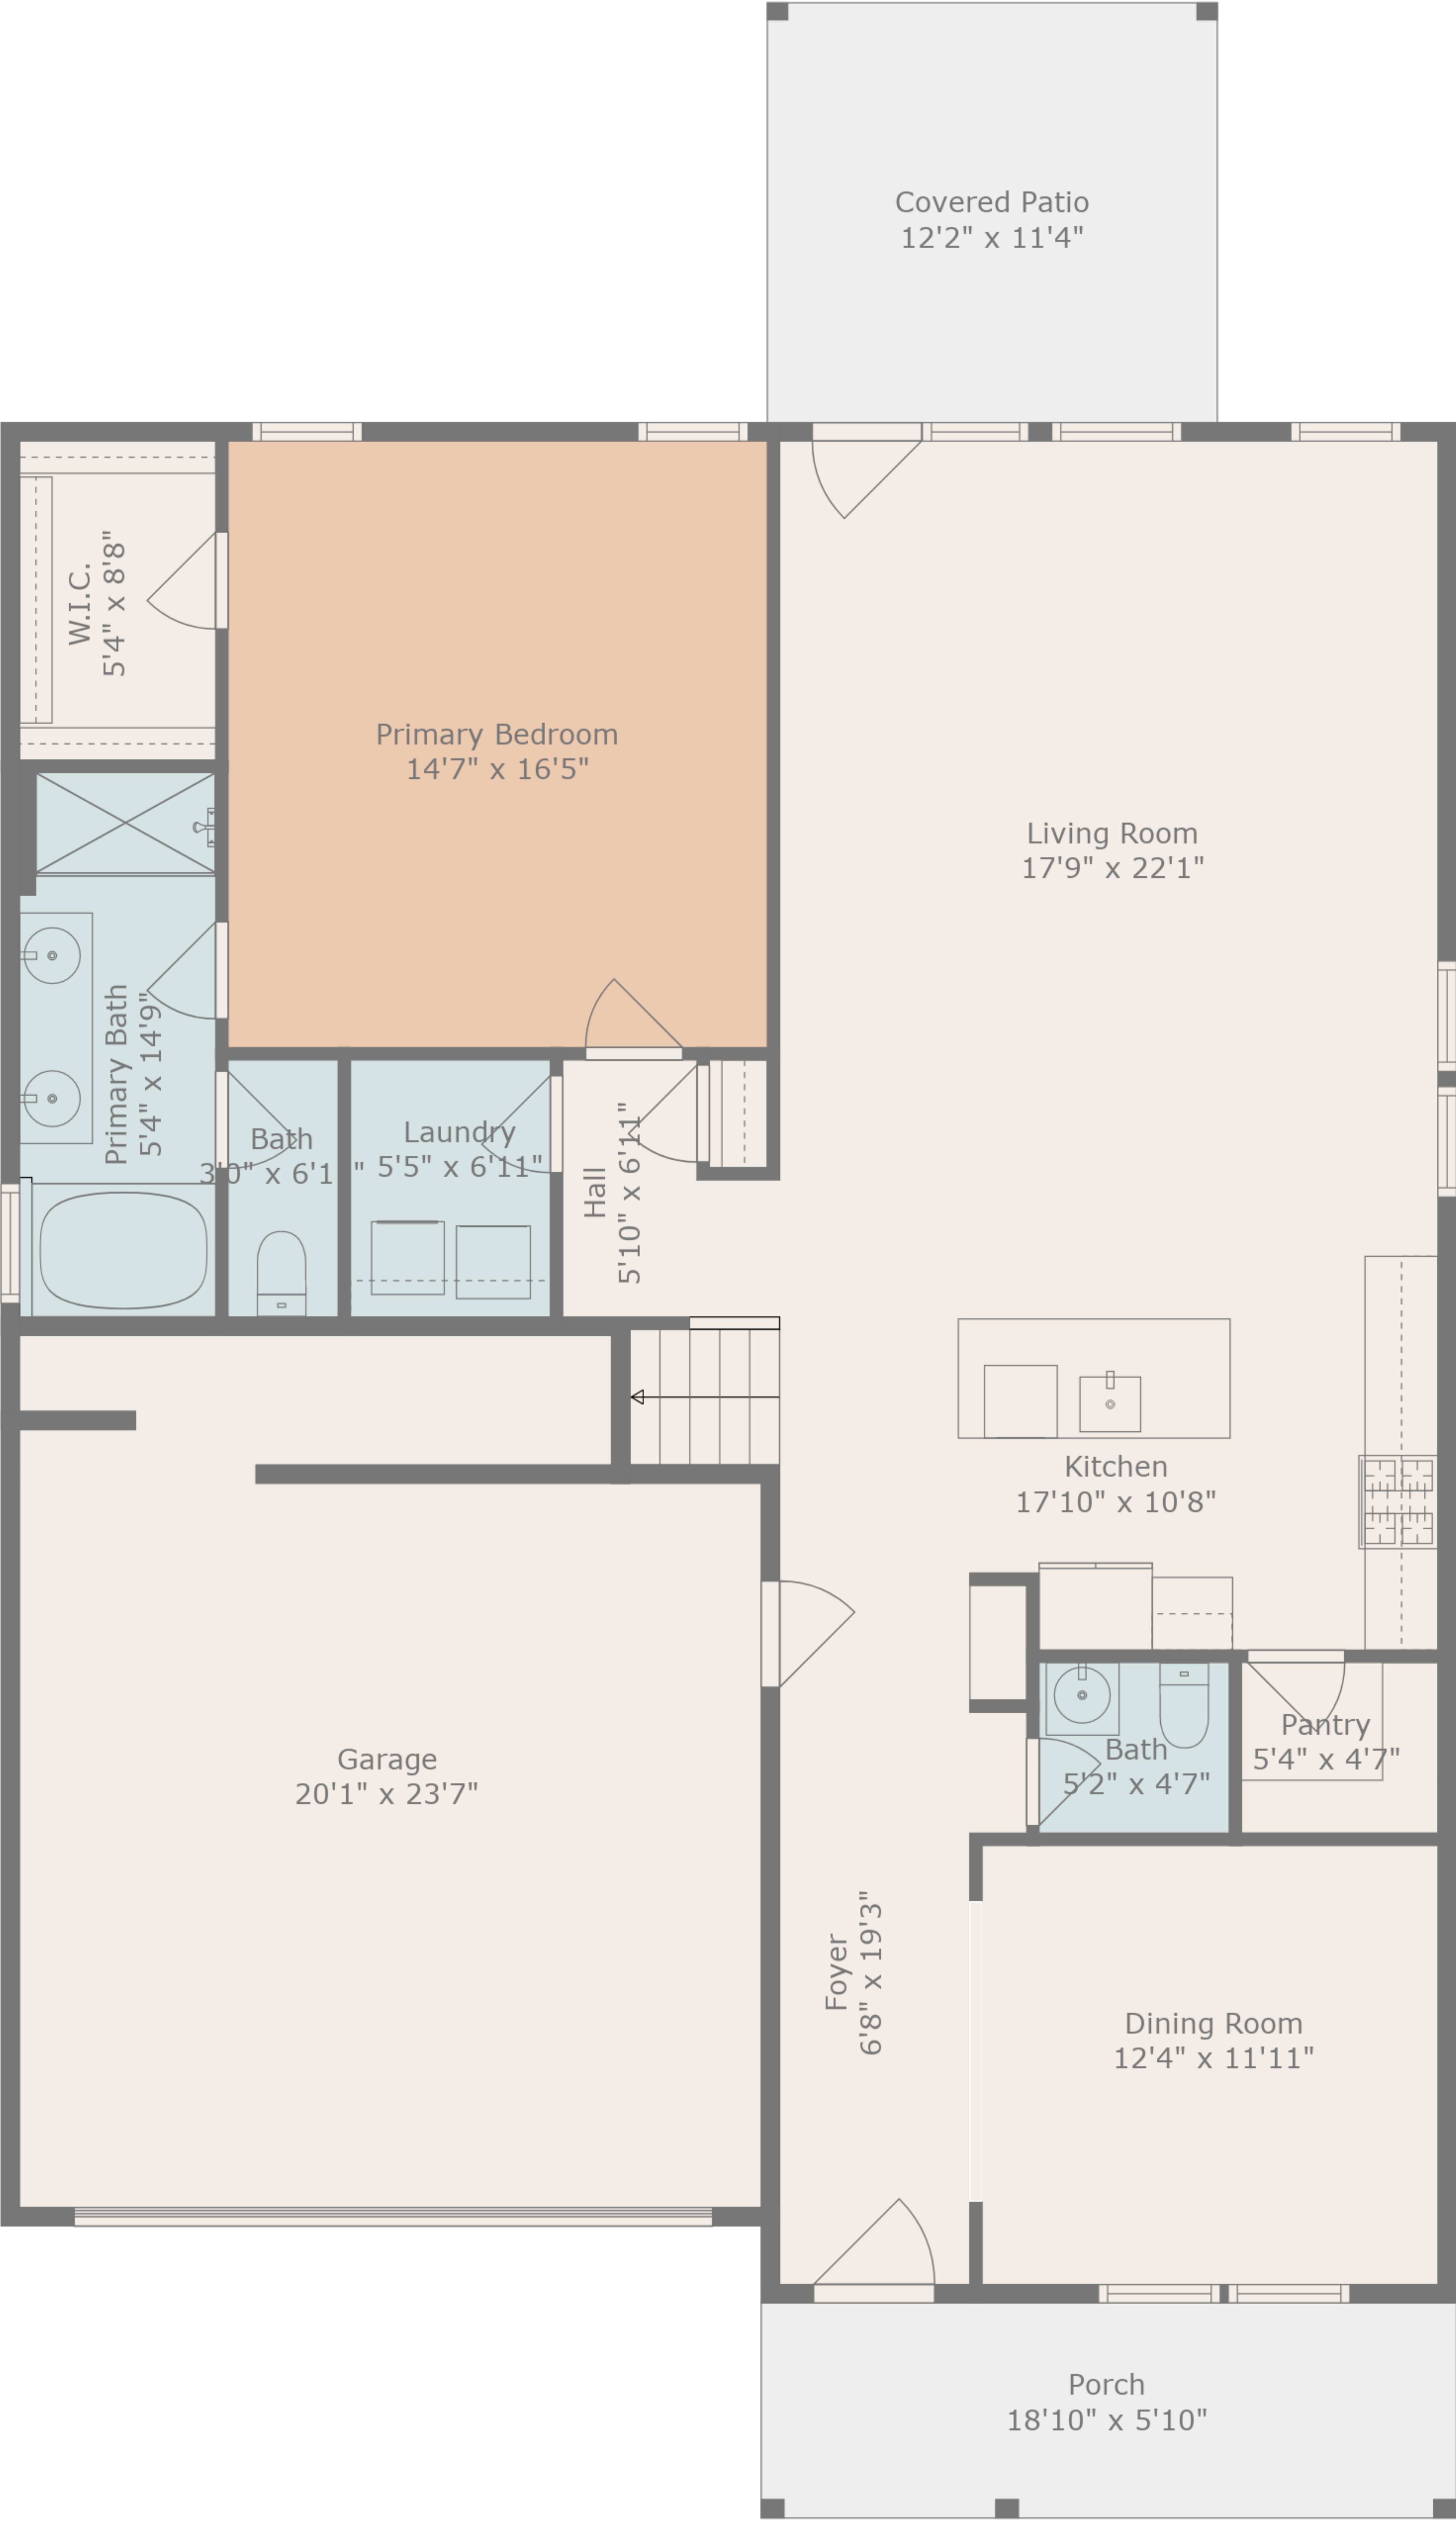 Covered Patio
12'2" x 11'4"
W.I.C.
5'4" x 8'8"
Primary Bedroom
14'7" x 16'5"
Living Room
17'9" x 22'1"
Primary Bath
5'4" x 14'9"
Bath
3'0" x 6'1 "
Laundry
5'5" x 6'11"
Hall
5'10" x 6'11"
Kitchen
17'10" x 10'8"
Garage
20'1" x 23'7"
Bath
5'2" x 4'7"
Pantry
5'4" x 4'7"
Foyer
6'8" x 19'3"
Dining Room
12'4" x 11'11"
Porch
18'10" x 5'10"